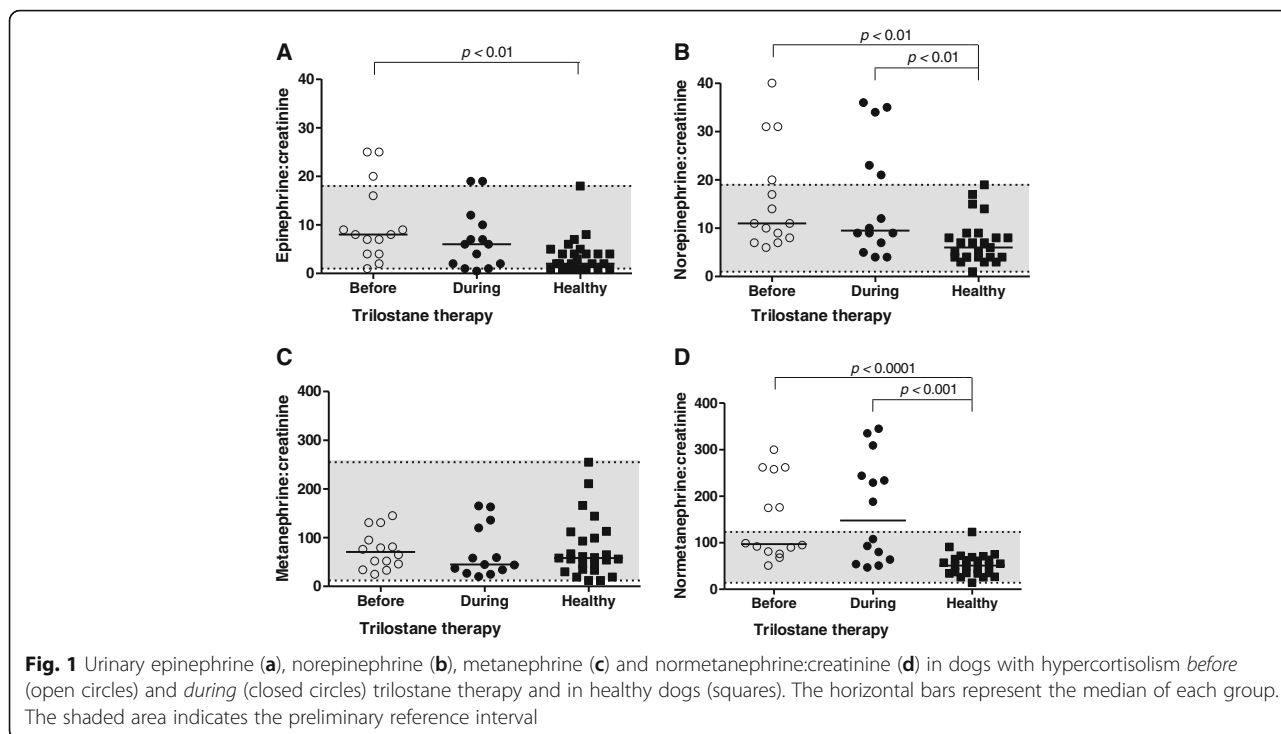 A
p < 0.01
Epinephrine:creatinine
40
30
20
10
0
Before During Healthy
Trilostane therapy
B
p < 0.01
p < 0.01
Norepinephrine:creatinine
40
30
20
10
0
Before During Healthy
Trilostane therapy
C
Metanephrine:creatinine
400
300
200
100
0
Before During Healthy
Trilostane therapy
D
p < 0.0001
p < 0.001
Normetanephrine:creatinine
400
300
200
100
0
Before During Healthy
Trilostane therapy
Fig. 1 Urinary epinephrine (a), norepinephrine (b), metanephrine (c) and normetanephrine:creatinine (d) in dogs with hypercortisolism before
(open circles) and during (closed circles) trilostane therapy and in healthy dogs (squares). The horizontal bars represent the median of each group.
The shaded area indicates the preliminary reference interval